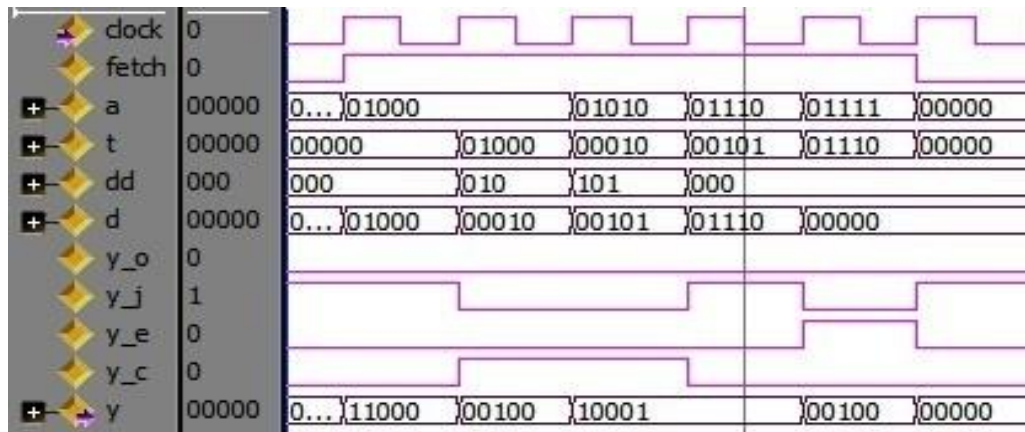 clock 0
fetch 0
a 00000 0... 01000 01010 01110 01111 00000
t 00000 00000 01000 00010 00101 01110 00000
dd 000 000 010 101 000
d 00000 0... 01000 00010 00101 01110 00000
y_o 0
y_j 1
y_e 0
y_c 0
y 00000 0... 11000 00100 10001 00100 00000